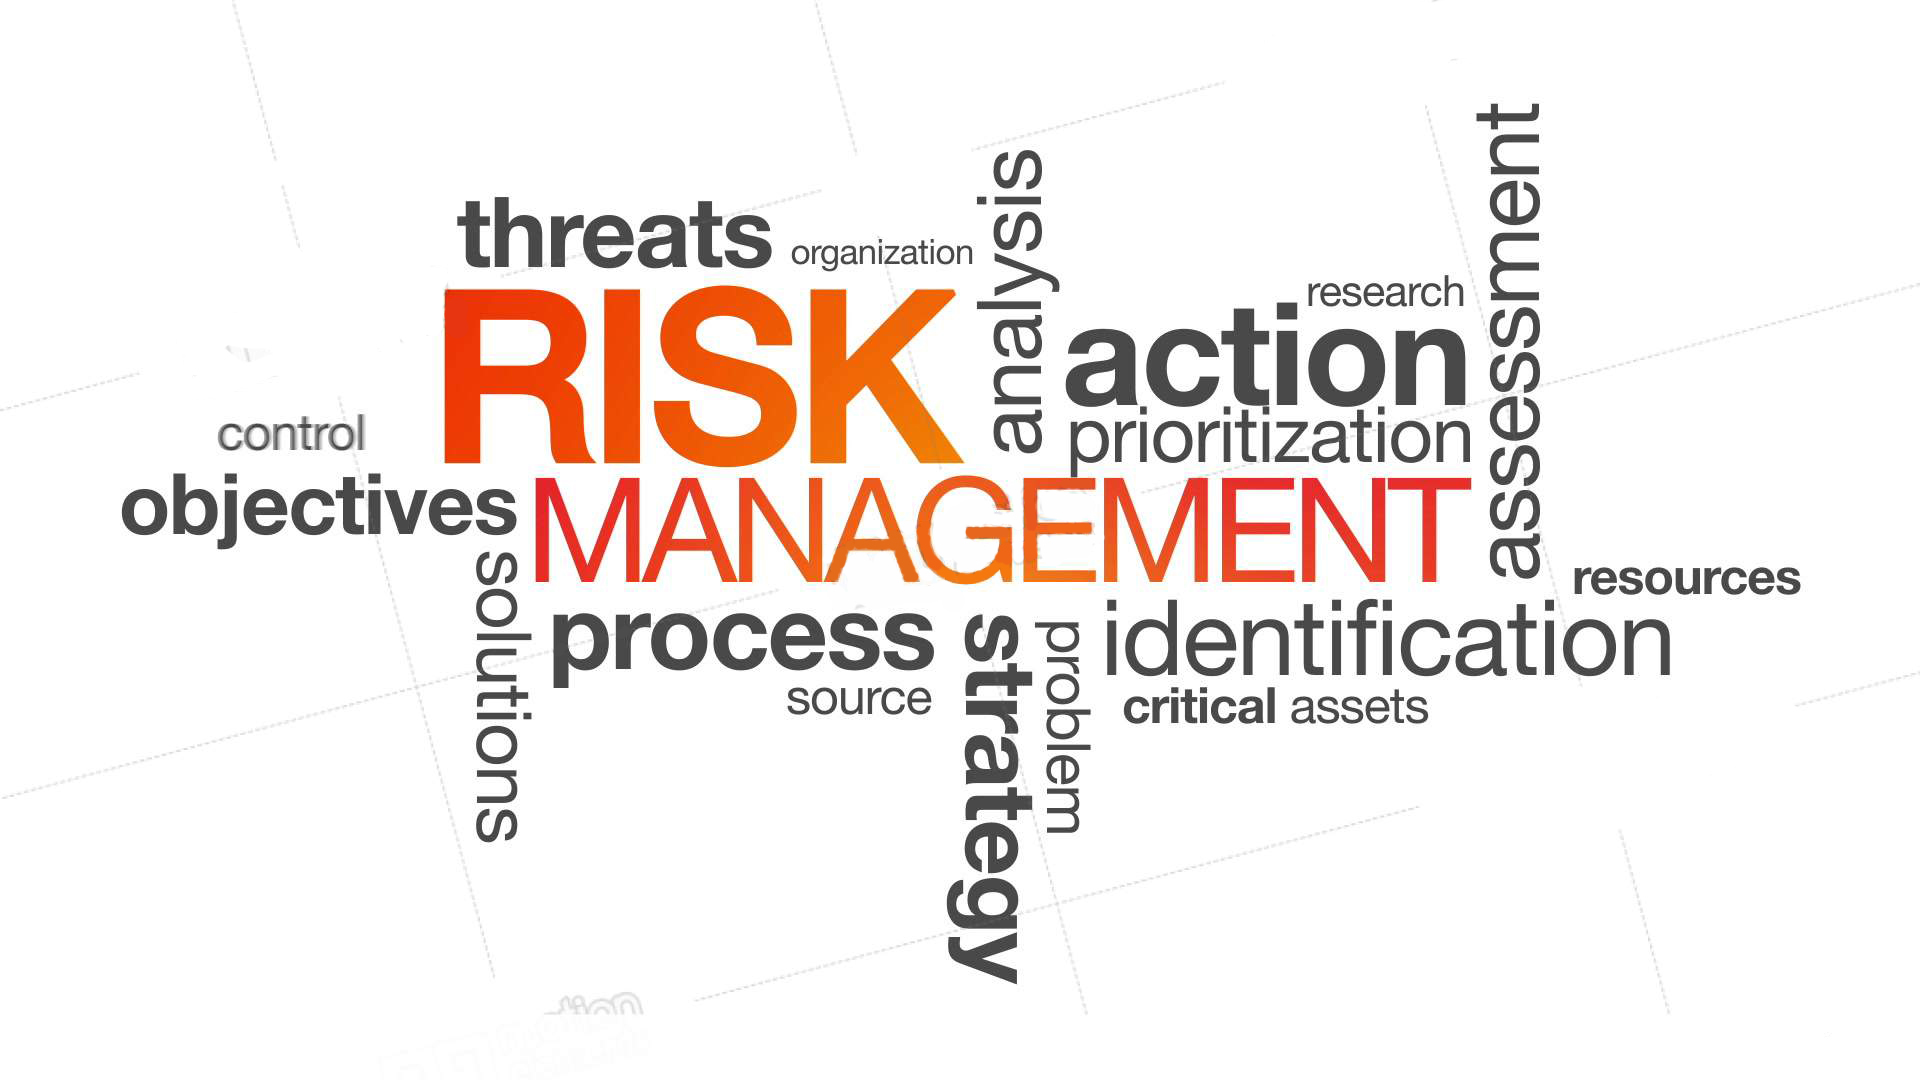 threats
organization
analysis
research
assessment
RISK
action
control
prioritization
objectives
MANAGEMENT
resources
solutions
process
strategy
problem
identification
source
critical assets